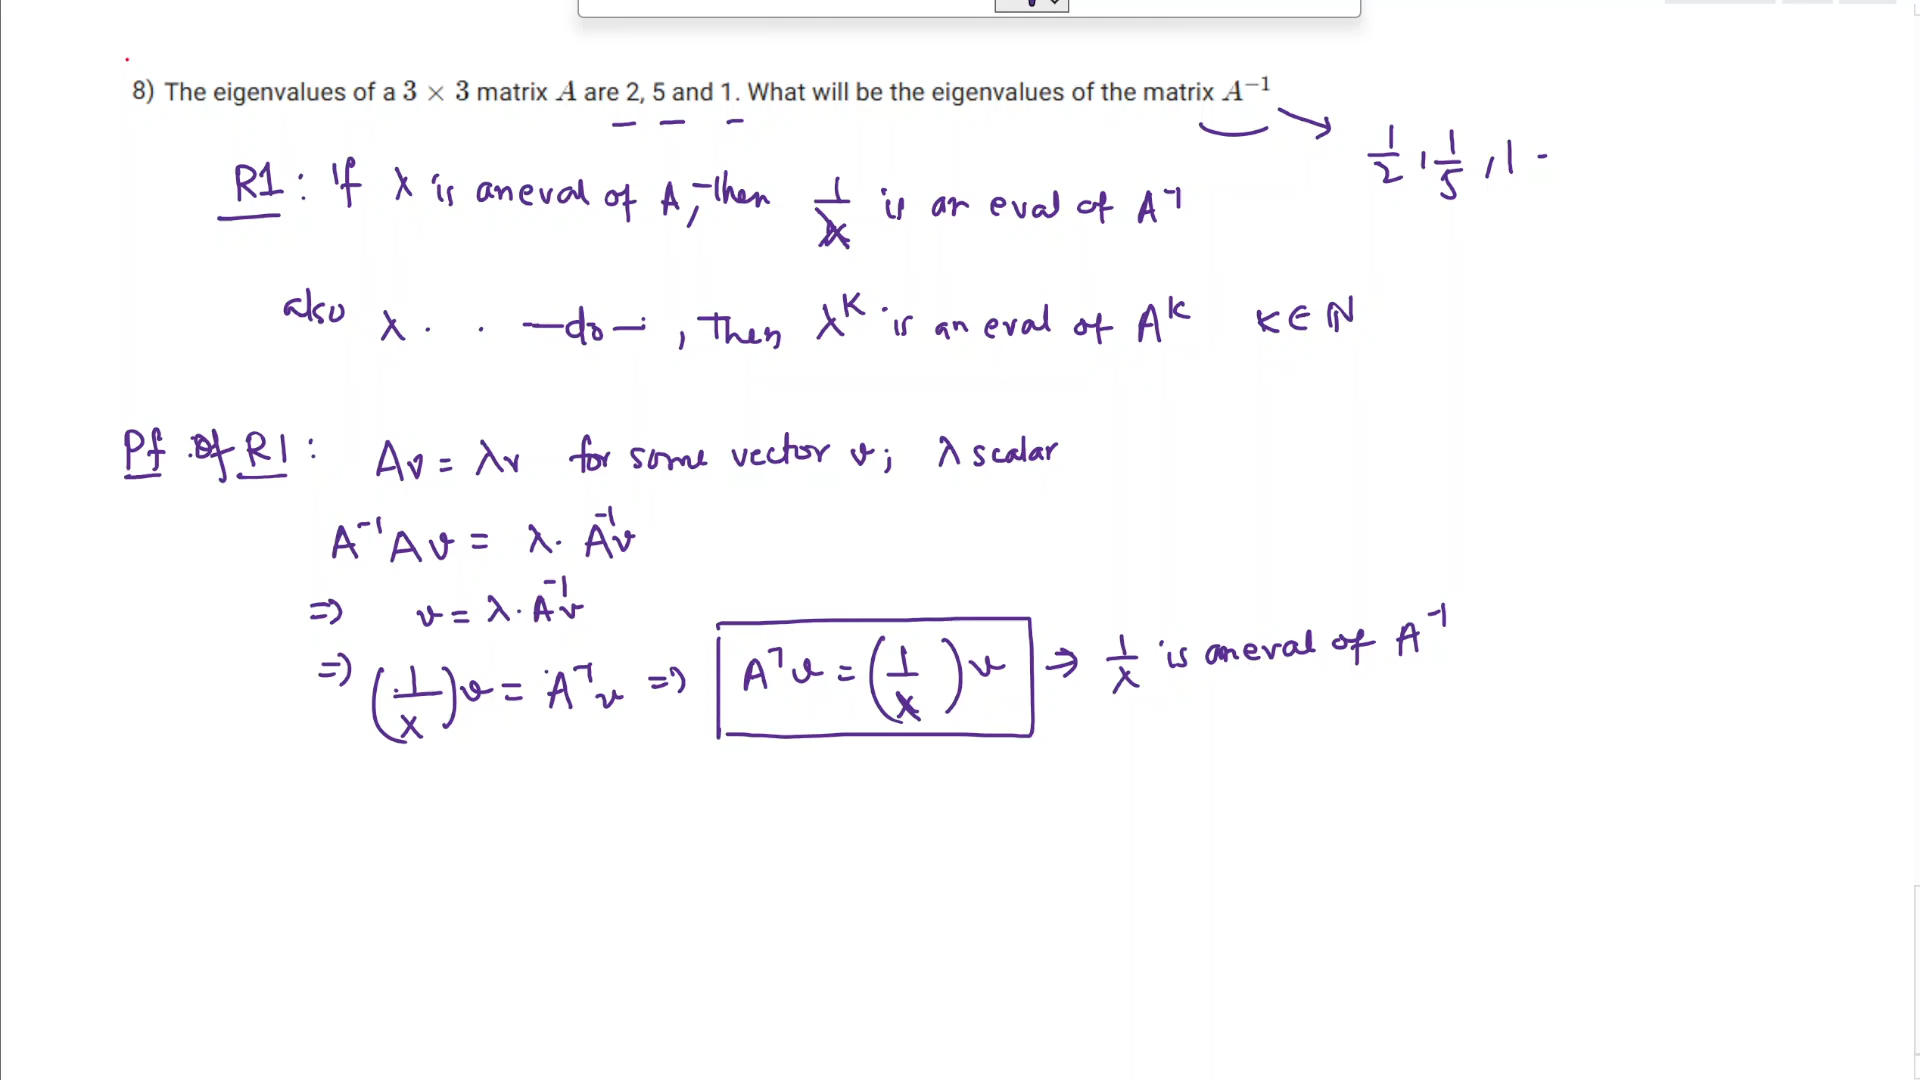 8) The eigenvalues of a 3 × 3 matrix A are 2, 5 and 1. What will be the eigenvalues of the matrix A⁻¹
1/2, 1/5, 1 -
R1: If λ is an eval of A, then 1/λ is an eval of A⁻¹
also λ . . —do— , then λᴷ is an eval of Aᴷ K ∈ ℕ
Pf of R1: Av = λv for some vector v; λ scalar
A⁻¹Av = λ· A⁻¹v
=> v = λ· A⁻¹v
=> (1/λ)v = A⁻¹v => A⁻¹v = (1/λ)v → 1/λ is an eval of A⁻¹